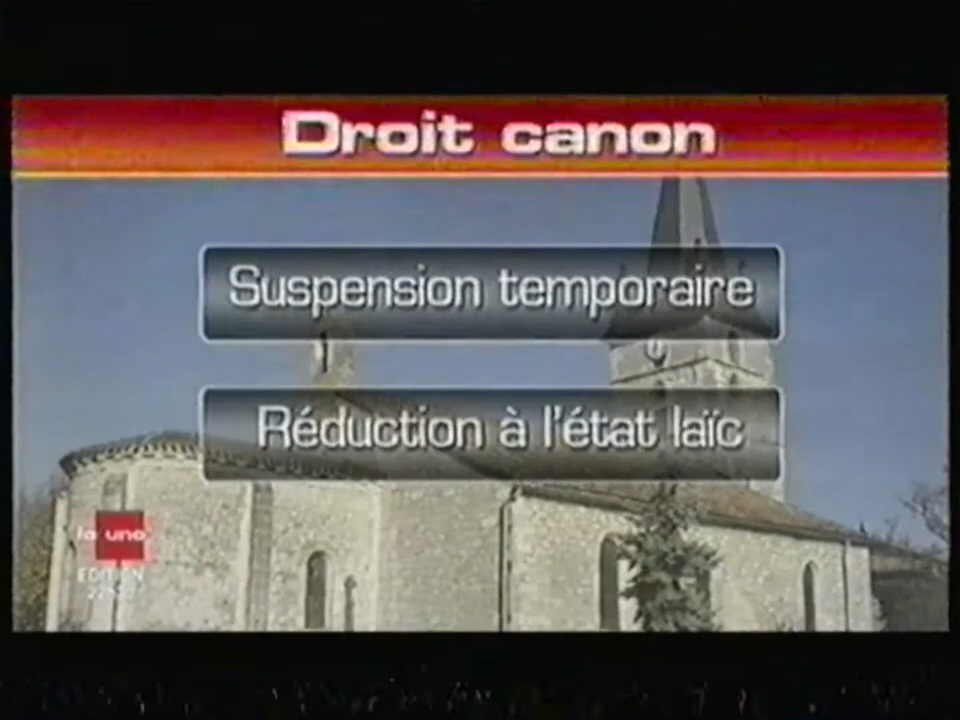 Droit canon
Suspension temporaire
Réduction à l'état laïc
la une